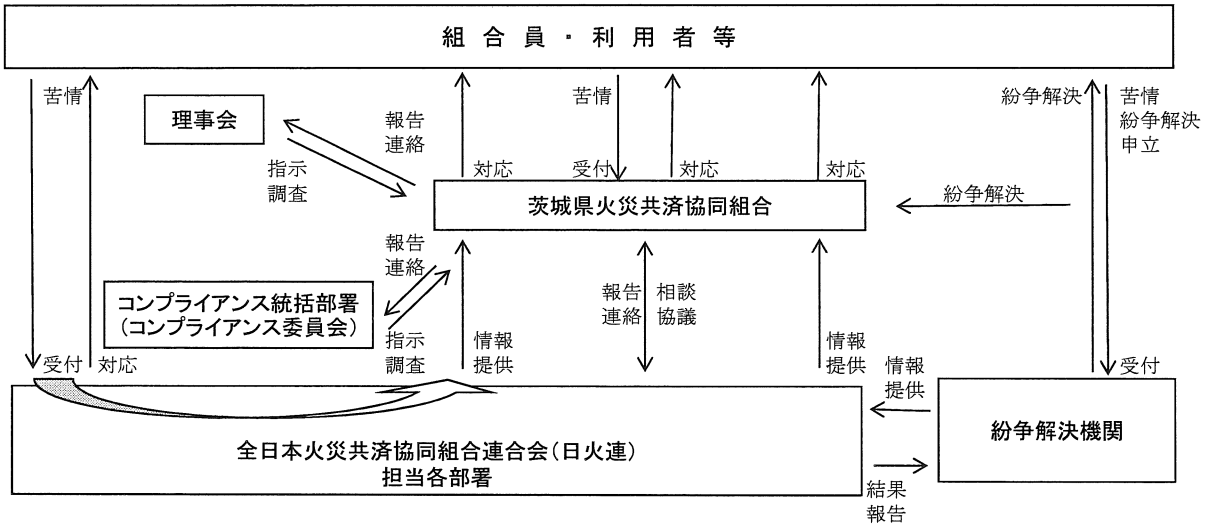 組合員・利用者等
苦情
苦情
紛争解決
苦情
紛争解決
申立
理事会
報告
連絡
指示
調査
対応
受付
対応
対応
茨城県火災共済協同組合
紛争解決
報告
連絡
コンプライアンス統括部署
（コンプライアンス委員会）
報告
連絡
相談
協議
指示
調査
情報
提供
情報
提供
受付
対応
情報
提供
受付
全日本火災共済協同組合連合会（日火連）
担当各部署
紛争解決機関
結果
報告